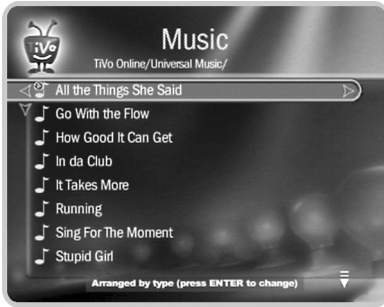 TiVo
Music
TiVo Online/Universal Music/
All the Things She Said
Go With the Flow
How Good It Can Get
In da Club
It Takes More
Running
Sing For The Moment
Stupid Girl
Arranged by type (press ENTER to change)